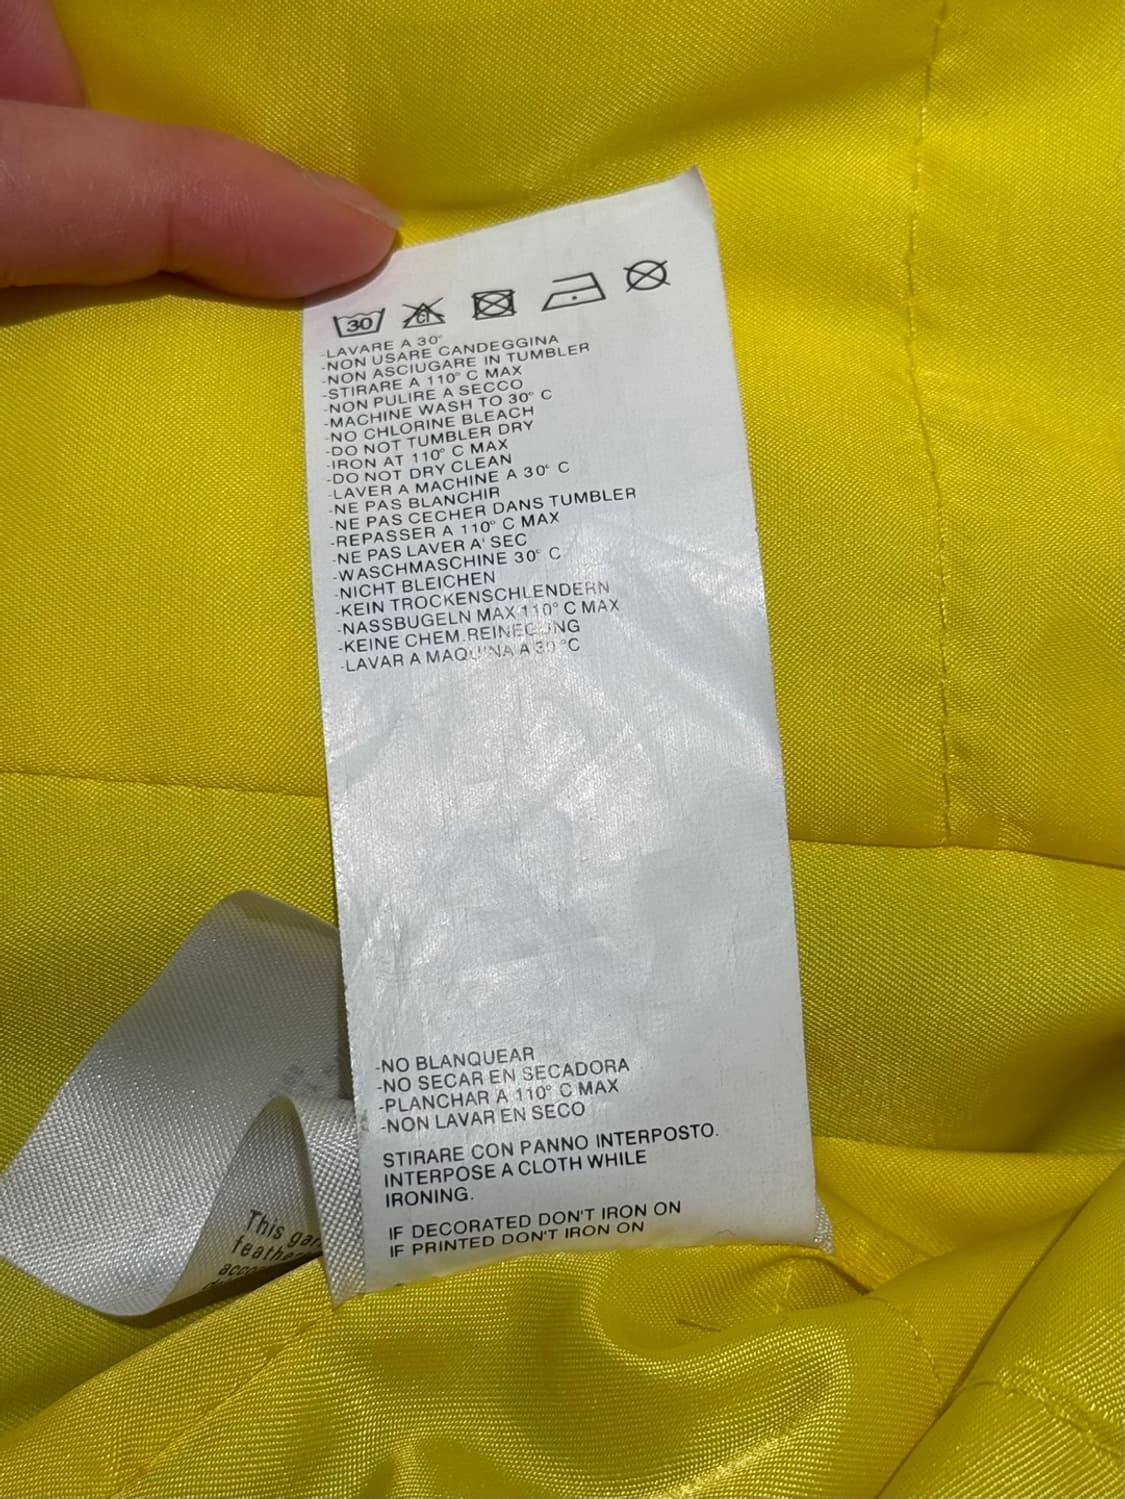 30
Cl
-LAVARE A 30°
-NON USARE CANDEGGINA
-NON ASCIUGARE IN TUMBLER
-STIRARE A 110° C MAX
-NON PULIRE A SECCO
-MACHINE WASH TO 30° C
-NO CHLORINE BLEACH
-DO NOT TUMBLER DRY
-IRON AT 110° C MAX
-DO NOT DRY CLEAN
-LAVER A MACHINE A 30° C
-NE PAS BLANCHIR
-NE PAS CECHER DANS TUMBLER
-REPASSER A 110° C MAX
-NE PAS LAVER A' SEC
-WASCHMASCHINE 30° C
-NICHT BLEICHEN
-KEIN TROCKENSCHLENDERN
-NASSBUGELN MAX 110° C MAX
-KEINE CHEM.REINEGUNG
-LAVAR A MAQUINA A 30 °C
-NO BLANQUEAR
-NO SECAR EN SECADORA
-PLANCHAR A 110° C MAX
-NON LAVAR EN SECO
STIRARE CON PANNO INTERPOSTO.
INTERPOSE A CLOTH WHILE
IRONING.
IF DECORATED DON'T IRON ON
IF PRINTED DON'T IRON ON
This